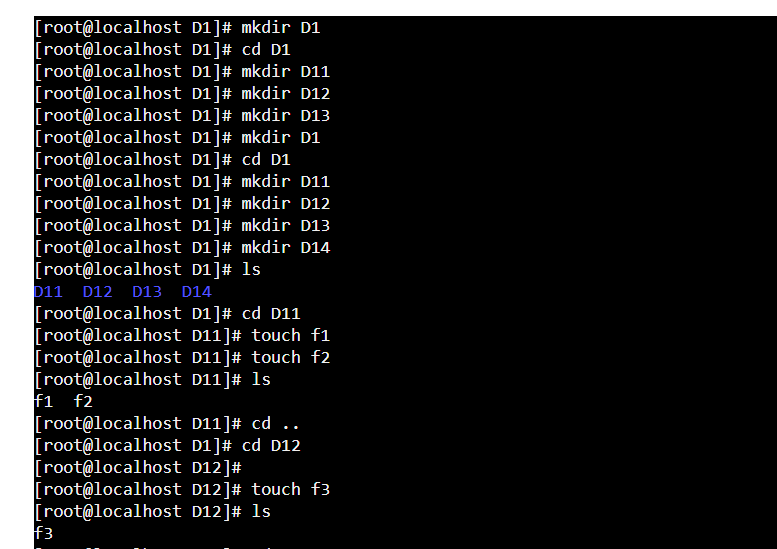 [root@localhost D1]# mkdir D1
[root@localhost D1]# cd D1
[root@localhost D1]# mkdir D11
[root@localhost D1]# mkdir D12
[root@localhost D1]# mkdir D13
[root@localhost D1]# mkdir D1
[root@localhost D1]# cd D1
[root@localhost D1]# mkdir D11
[root@localhost D1]# mkdir D12
[root@localhost D1]# mkdir D13
[root@localhost D1]# mkdir D14
[root@localhost D1]# ls
D11  D12  D13  D14
[root@localhost D1]# cd D11
[root@localhost D11]# touch f1
[root@localhost D11]# touch f2
[root@localhost D11]# ls
f1  f2
[root@localhost D11]# cd ..
[root@localhost D1]# cd D12
[root@localhost D12]#
[root@localhost D12]# touch f3
[root@localhost D12]# ls
f3